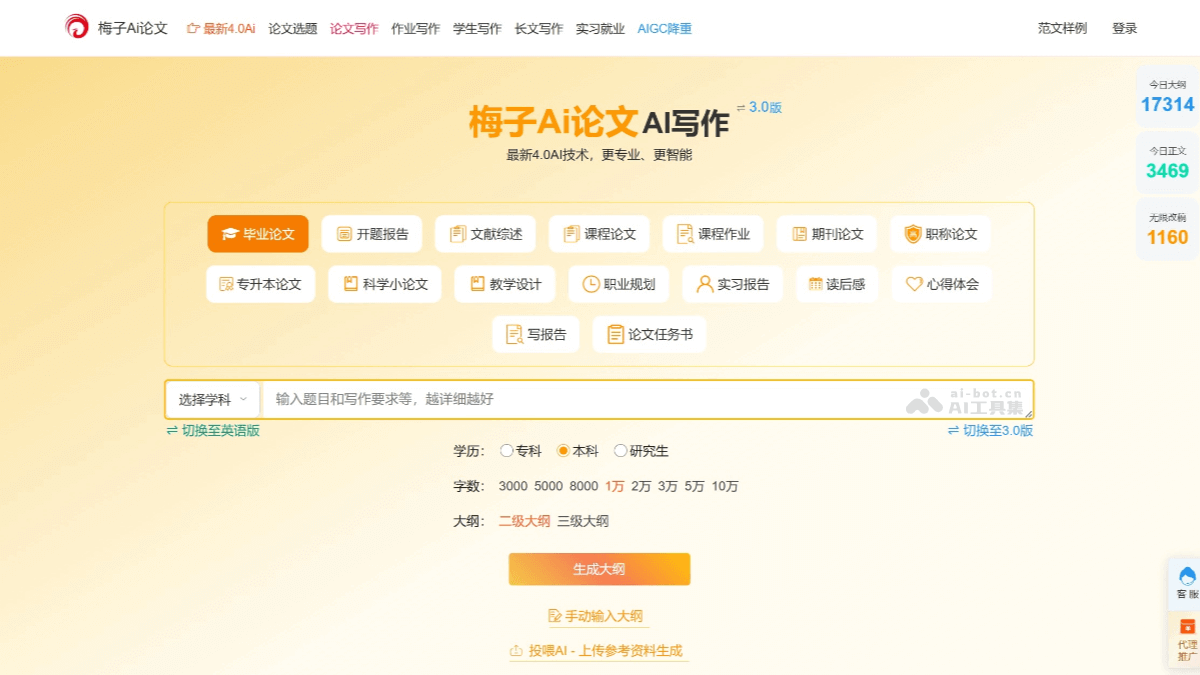 梅子Ai论文 最新4.0Ai 论文选题 论文写作 作业写作 学生写作 长文写作 实习就业 AIGC降重 范文样例 登录
今日大纲
17314
今日正文
3469
无限改稿
1160
梅子Ai论文 AI写作 ⇌ 3.0版
最新4.0AI技术，更专业、更智能
毕业论文 开题报告 文献综述 课程论文 课程作业 期刊论文 职称论文
专升本论文 科学小论文 教学设计 职业规划 实习报告 读后感 心得体会
写报告 论文任务书
选择学科 输入题目和写作要求等，越详细越好
ai-bot.cn
AI工具集
⇌ 切换至英语版 ⇌ 切换至3.0版
学历： 专科 本科 研究生
字数： 3000 5000 8000 1万 2万 3万 5万 10万
大纲： 二级大纲 三级大纲
生成大纲
手动输入大纲
投喂AI - 上传参考资料生成
客服
代理
推广